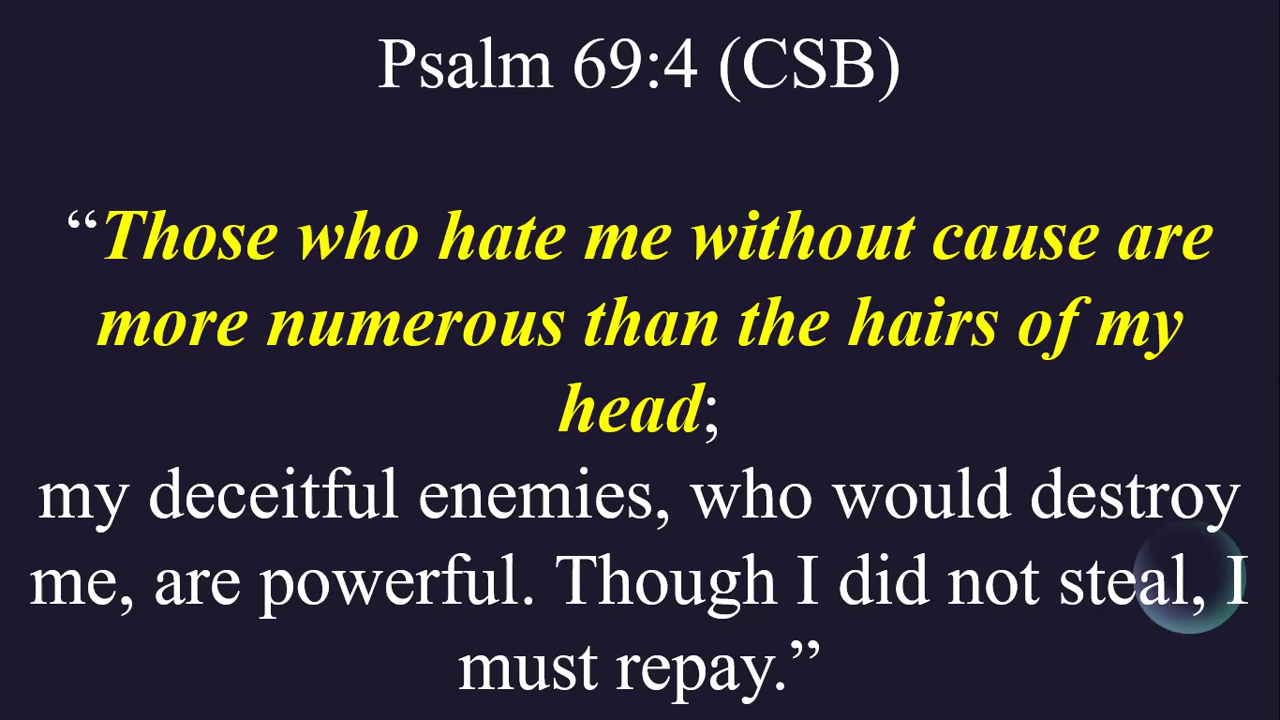 Psalm 69:4 (CSB)
“Those who hate me without cause are
more numerous than the hairs of my
head;
my deceitful enemies, who would destroy
me, are powerful. Though I did not steal, I
must repay.”